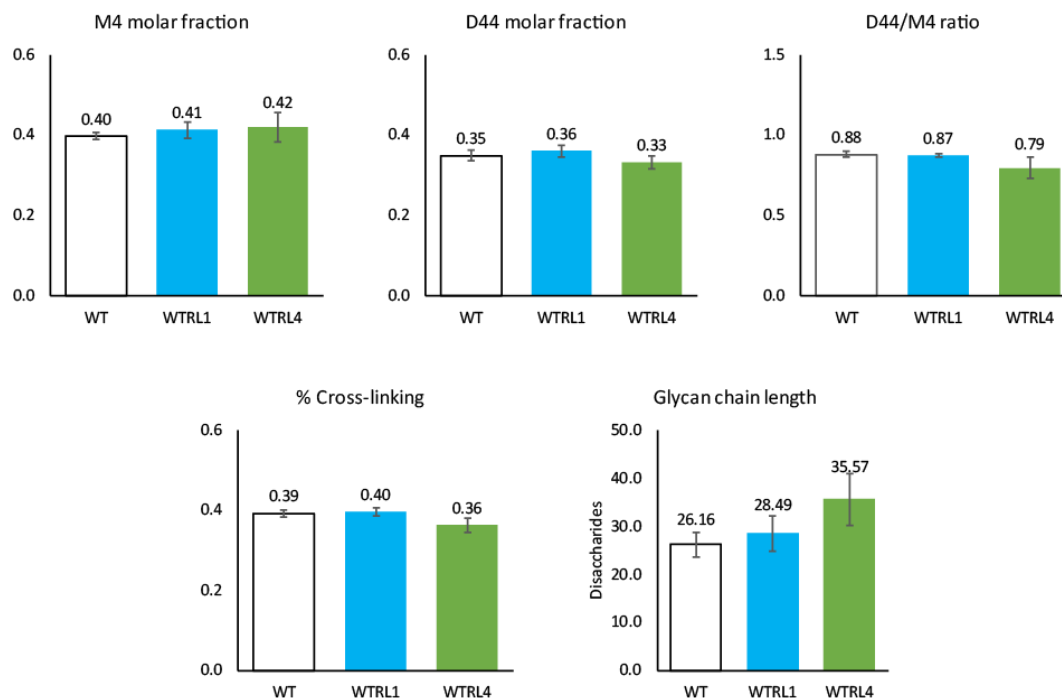 M4 molar fraction
0.6
0.4
0.2
0.0
0.40
0.41
0.42
WT
WTRL1
WTRL4
D44 molar fraction
0.6
0.4
0.2
0.0
0.35
0.36
0.33
WT
WTRL1
WTRL4
D44/M4 ratio
1.5
1.0
0.5
0.0
0.88
0.87
0.79
WT
WTRL1
WTRL4
% Cross-linking
0.6
0.4
0.2
0.0
0.39
0.40
0.36
WT
WTRL1
WTRL4
Glycan chain length
Disaccharides
50.0
40.0
30.0
20.0
10.0
0.0
26.16
28.49
35.57
WT
WTRL1
WTRL4